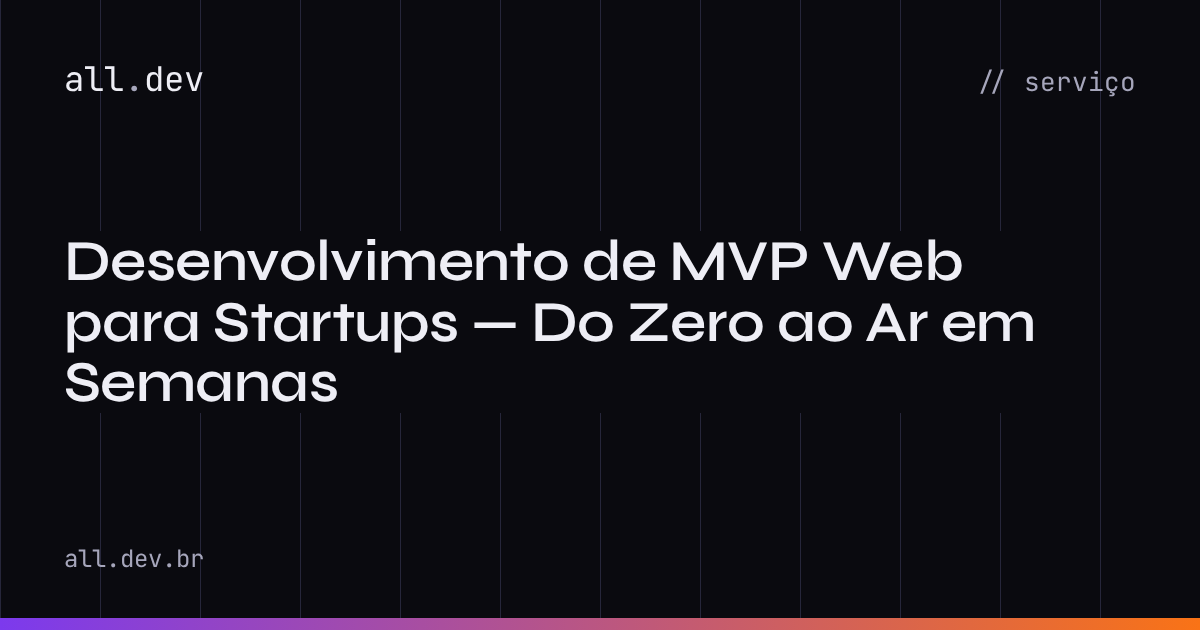 all.dev
// serviço
Desenvolvimento de MVP Web
para Startups — Do Zero ao Ar em
Semanas
all.dev.br